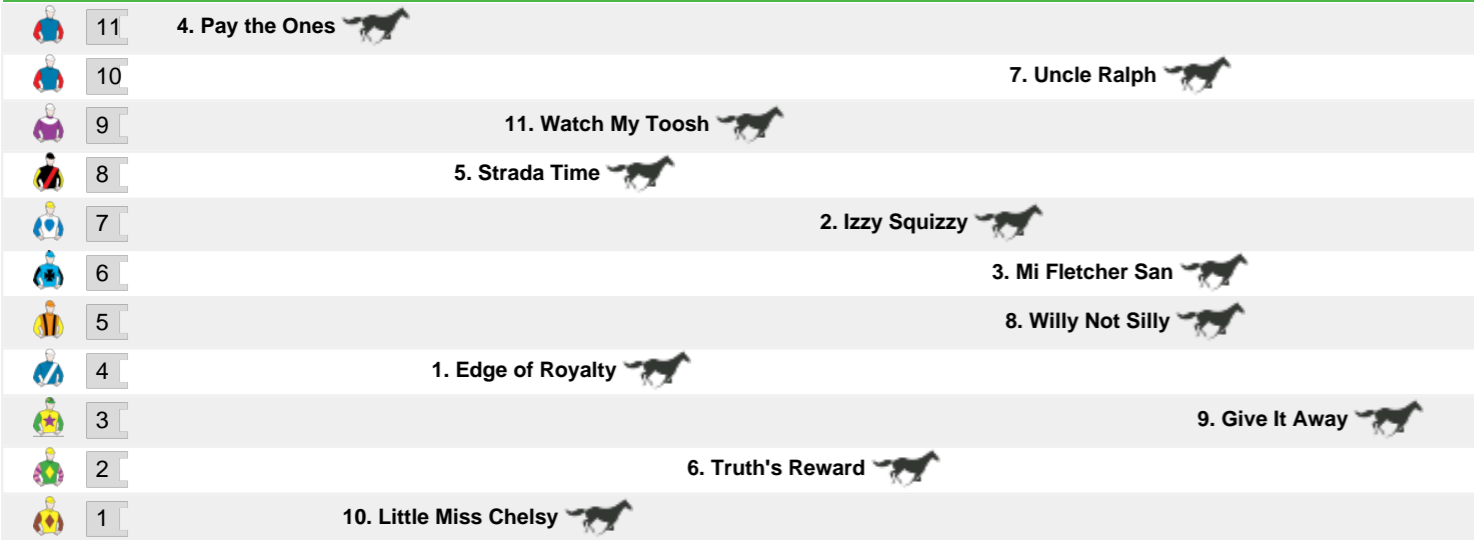 11 4. Pay the Ones
10 7. Uncle Ralph
9 11. Watch My Toosh
8 5. Strada Time
7 2. Izzy Squizzy
6 3. Mi Fletcher San
5 8. Willy Not Silly
4 1. Edge of Royalty
3 9. Give It Away
2 6. Truth's Reward
1 10. Little Miss Chelsy